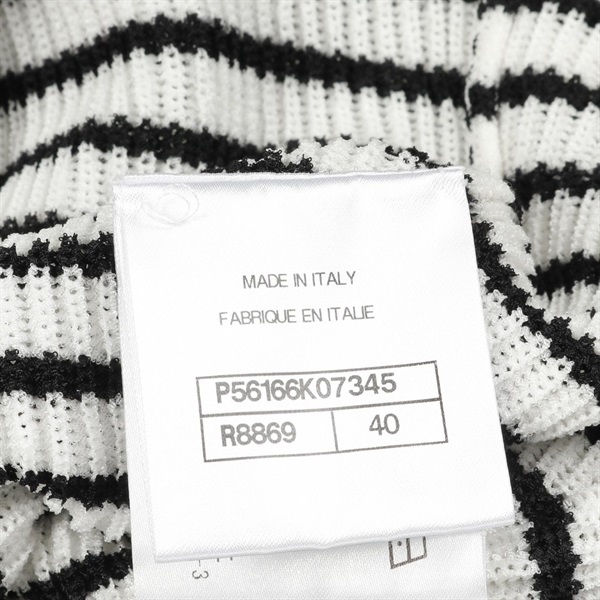 MADE IN ITALY
FABRIQUE EN ITALIE
P56166K07345
R8869 40